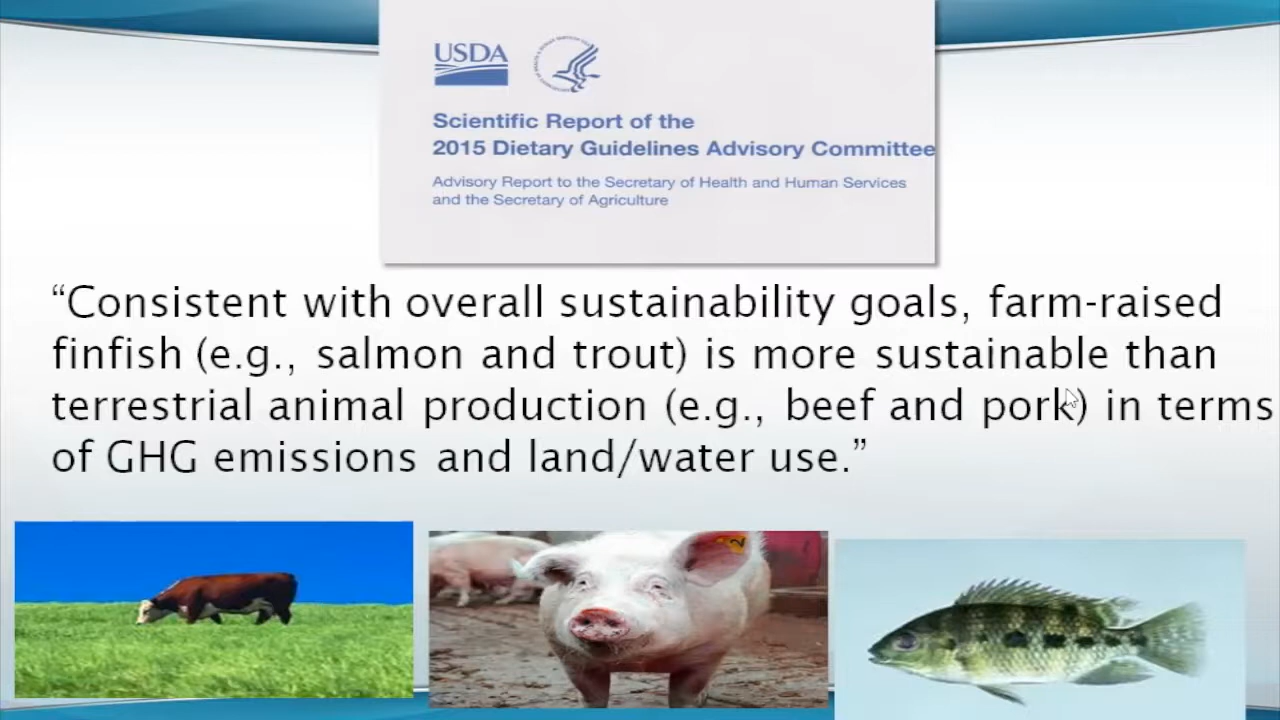 USDA
Scientific Report of the
2015 Dietary Guidelines Advisory Committee
Advisory Report to the Secretary of Health and Human Services
and the Secretary of Agriculture
“Consistent with overall sustainability goals, farm-raised
finfish (e.g., salmon and trout) is more sustainable than
terrestrial animal production (e.g., beef and pork) in terms
of GHG emissions and land/water use.”